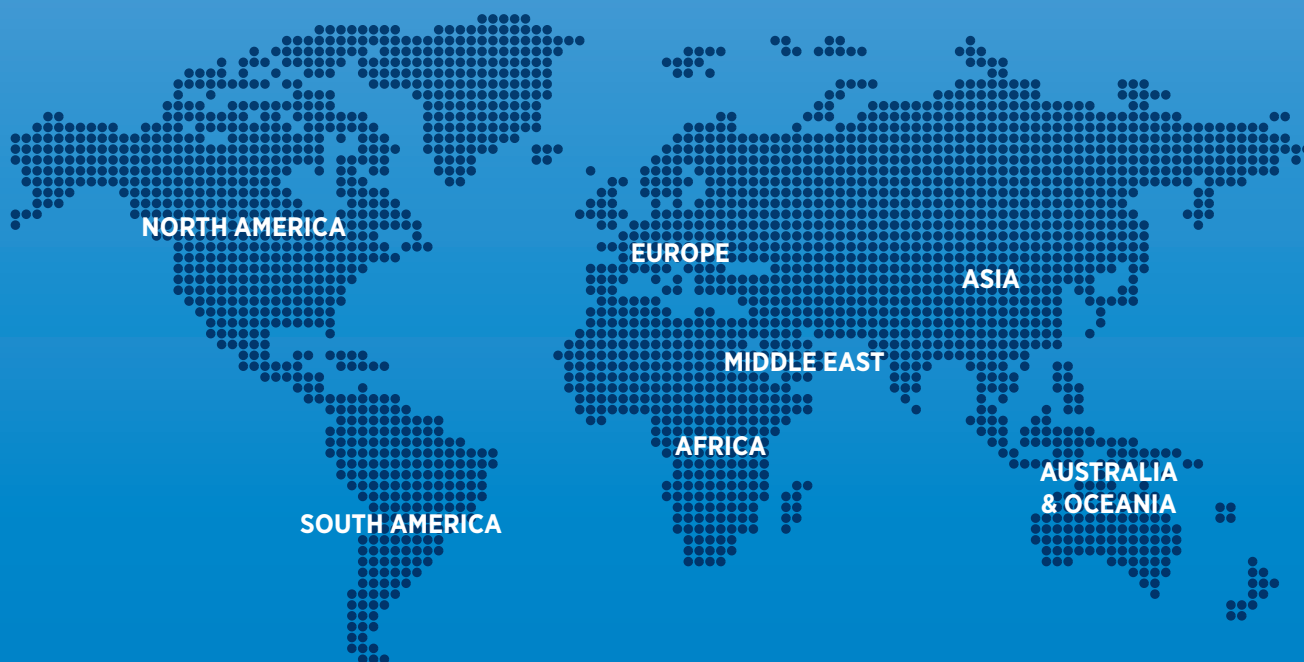 NORTH AMERICA
EUROPE
ASIA
MIDDLE EAST
AFRICA
AUSTRALIA
& OCEANIA
SOUTH AMERICA